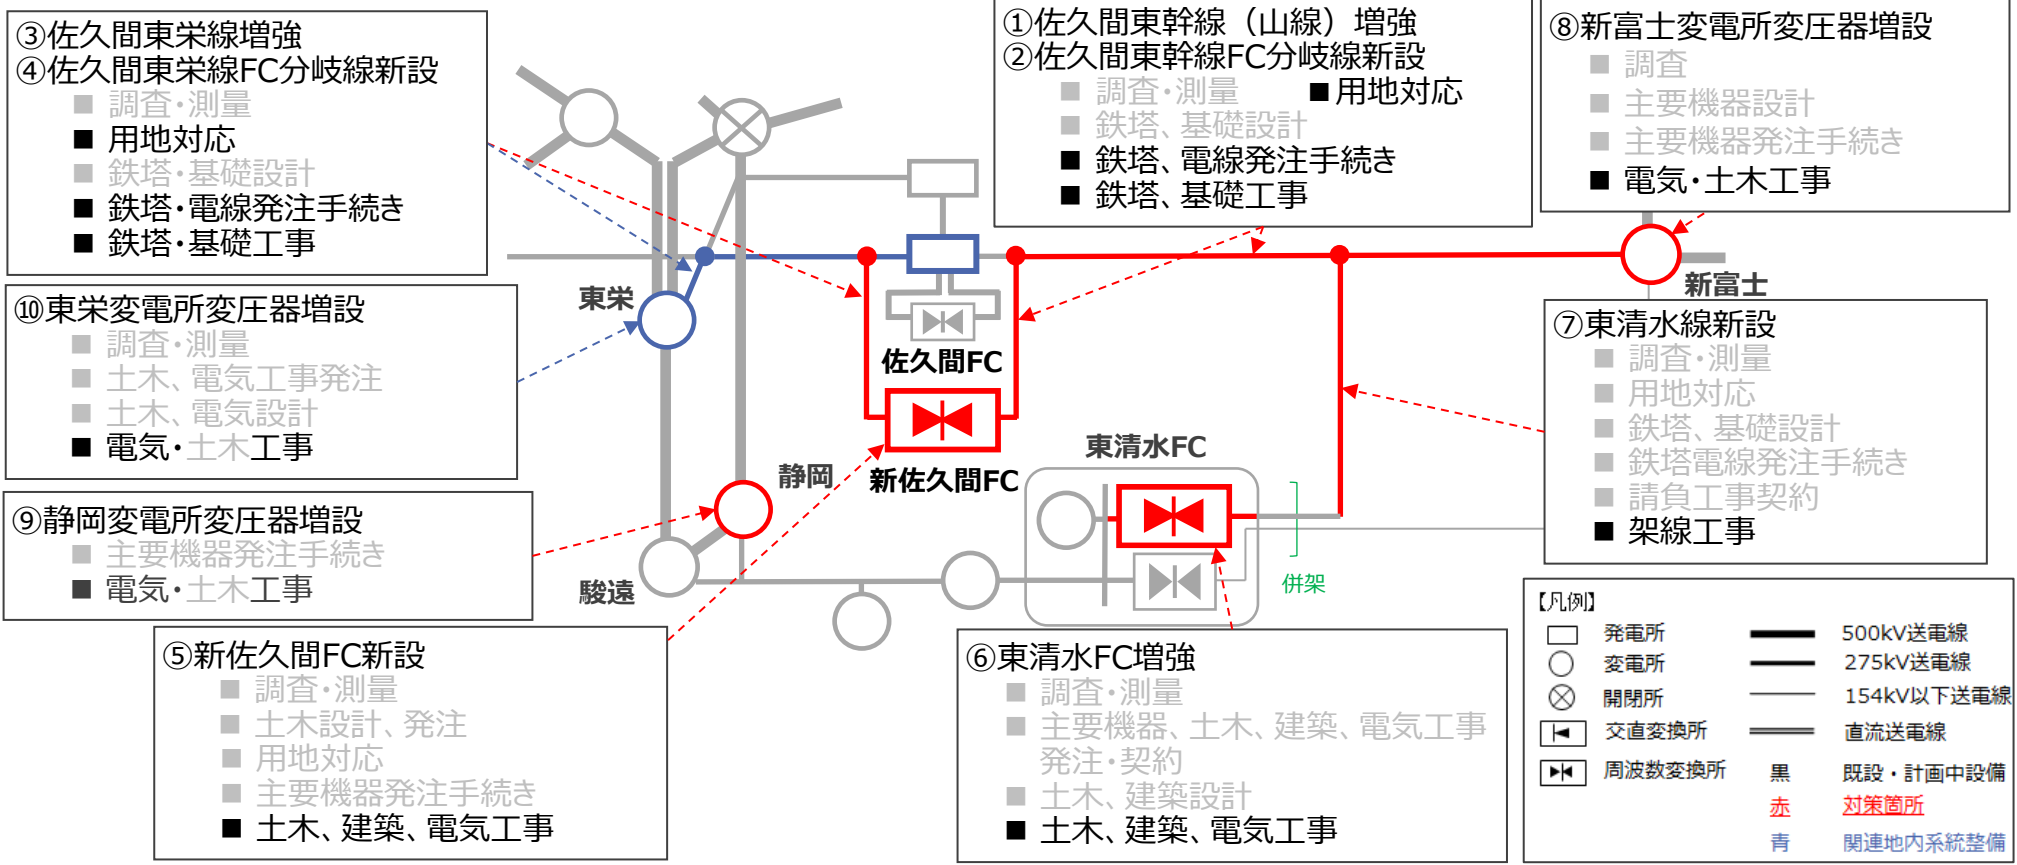 ③佐久間東栄線増強
④佐久間東栄線FC分岐線新設
■ 調査・測量
■ 用地対応
■ 鉄塔・基礎設計
■ 鉄塔・電線発注手続き
■ 鉄塔・基礎工事
①佐久間東幹線（山線）増強
②佐久間東幹線FC分岐線新設
■ 調査・測量 ■用地対応
■ 鉄塔、基礎設計
■ 鉄塔、電線発注手続き
■ 鉄塔、基礎工事
⑧新富士変電所変圧器増設
■ 調査
■ 主要機器設計
■ 主要機器発注手続き
■ 電気・土木工事
新富士
東栄
佐久間FC
新佐久間FC
静岡
駿遠
東清水FC
併架
⑩東栄変電所変圧器増設
■ 調査・測量
■ 土木、電気工事発注
■ 土木、電気設計
■ 電気・土木工事
⑦東清水線新設
■ 調査・測量
■ 用地対応
■ 鉄塔、基礎設計
■ 鉄塔電線発注手続き
■ 請負工事契約
■ 架線工事
⑨静岡変電所変圧器増設
■ 主要機器発注手続き
■ 電気・土木工事
⑤新佐久間FC新設
■ 調査・測量
■ 土木設計、発注
■ 用地対応
■ 主要機器発注手続き
■ 土木、建築、電気工事
⑥東清水FC増強
■ 調査・測量
■ 主要機器、土木、建築、電気工事
発注・契約
■ 土木、建築設計
■ 土木、建築、電気工事
【凡例】
発電所 500kV送電線
変電所 275kV送電線
開閉所 154kV以下送電線
交直変換所 直流送電線
周波数変換所 黒 既設・計画中設備
赤 対策箇所
青 関連地内系統整備